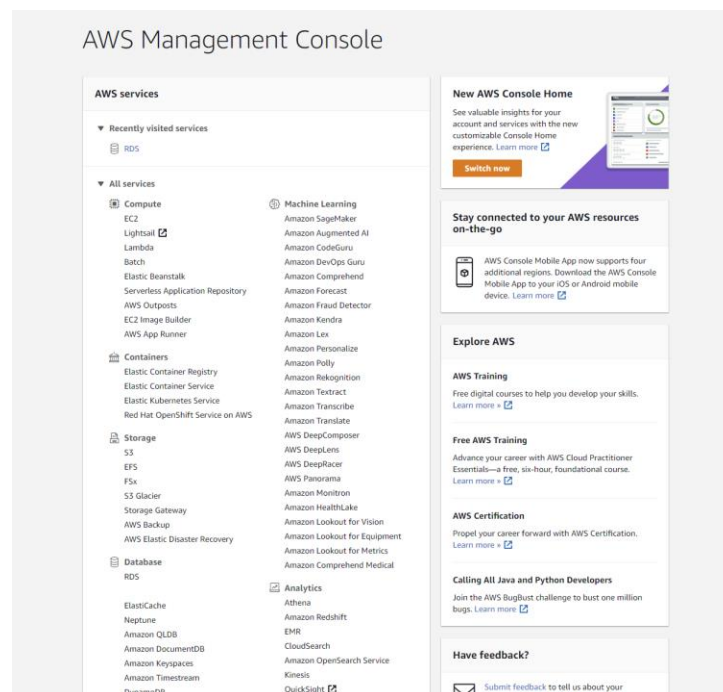 AWS Management Console
AWS services
Recently visited services
RDS
All services
Compute
EC2
Lightsail
Lambda
Batch
Elastic Beanstalk
Serverless Application Repository
AWS Outposts
EC2 Image Builder
AWS App Runner
Containers
Elastic Container Registry
Elastic Container Service
Elastic Kubernetes Service
Red Hat OpenShift Service on AWS
Storage
S3
EFS
FSx
S3 Glacier
Storage Gateway
AWS Backup
AWS Elastic Disaster Recovery
Database
RDS
ElastiCache
Neptune
Amazon QLDB
Amazon DocumentDB
Amazon Keyspaces
Amazon Timestream
DynamoDB
Machine Learning
Amazon SageMaker
Amazon Augmented AI
Amazon CodeGuru
Amazon DevOps Guru
Amazon Comprehend
Amazon Forecast
Amazon Fraud Detector
Amazon Kendra
Amazon Lex
Amazon Personalize
Amazon Polly
Amazon Rekognition
Amazon Textract
Amazon Transcribe
Amazon Translate
AWS DeepComposer
AWS DeepLens
AWS DeepRacer
AWS Panorama
Amazon Monitron
Amazon HealthLake
Amazon Lookout for Vision
Amazon Lookout for Equipment
Amazon Lookout for Metrics
Amazon Comprehend Medical
Analytics
Athena
Amazon Redshift
EMR
CloudSearch
Amazon OpenSearch Service
Kinesis
QuickSight
New AWS Console Home
See valuable insights for your
account and services with the new
customizable Console Home
experience. Learn more
Switch now
Stay connected to your AWS resources
on-the-go
AWS Console Mobile App now supports four
additional regions. Download the AWS Console
Mobile App to your iOS or Android mobile
device. Learn more
Explore AWS
AWS Training
Free digital courses to help you develop your skills.
Learn more »
Free AWS Training
Advance your career with AWS Cloud Practitioner
Essentials—a free, six-hour, foundational course.
Learn more »
AWS Certification
Propel your career forward with AWS Certification.
Learn more »
Calling All Java and Python Developers
Join the AWS BugBust challenge to bust one million
bugs. Learn more
Have feedback?
Submit feedback to tell us about your